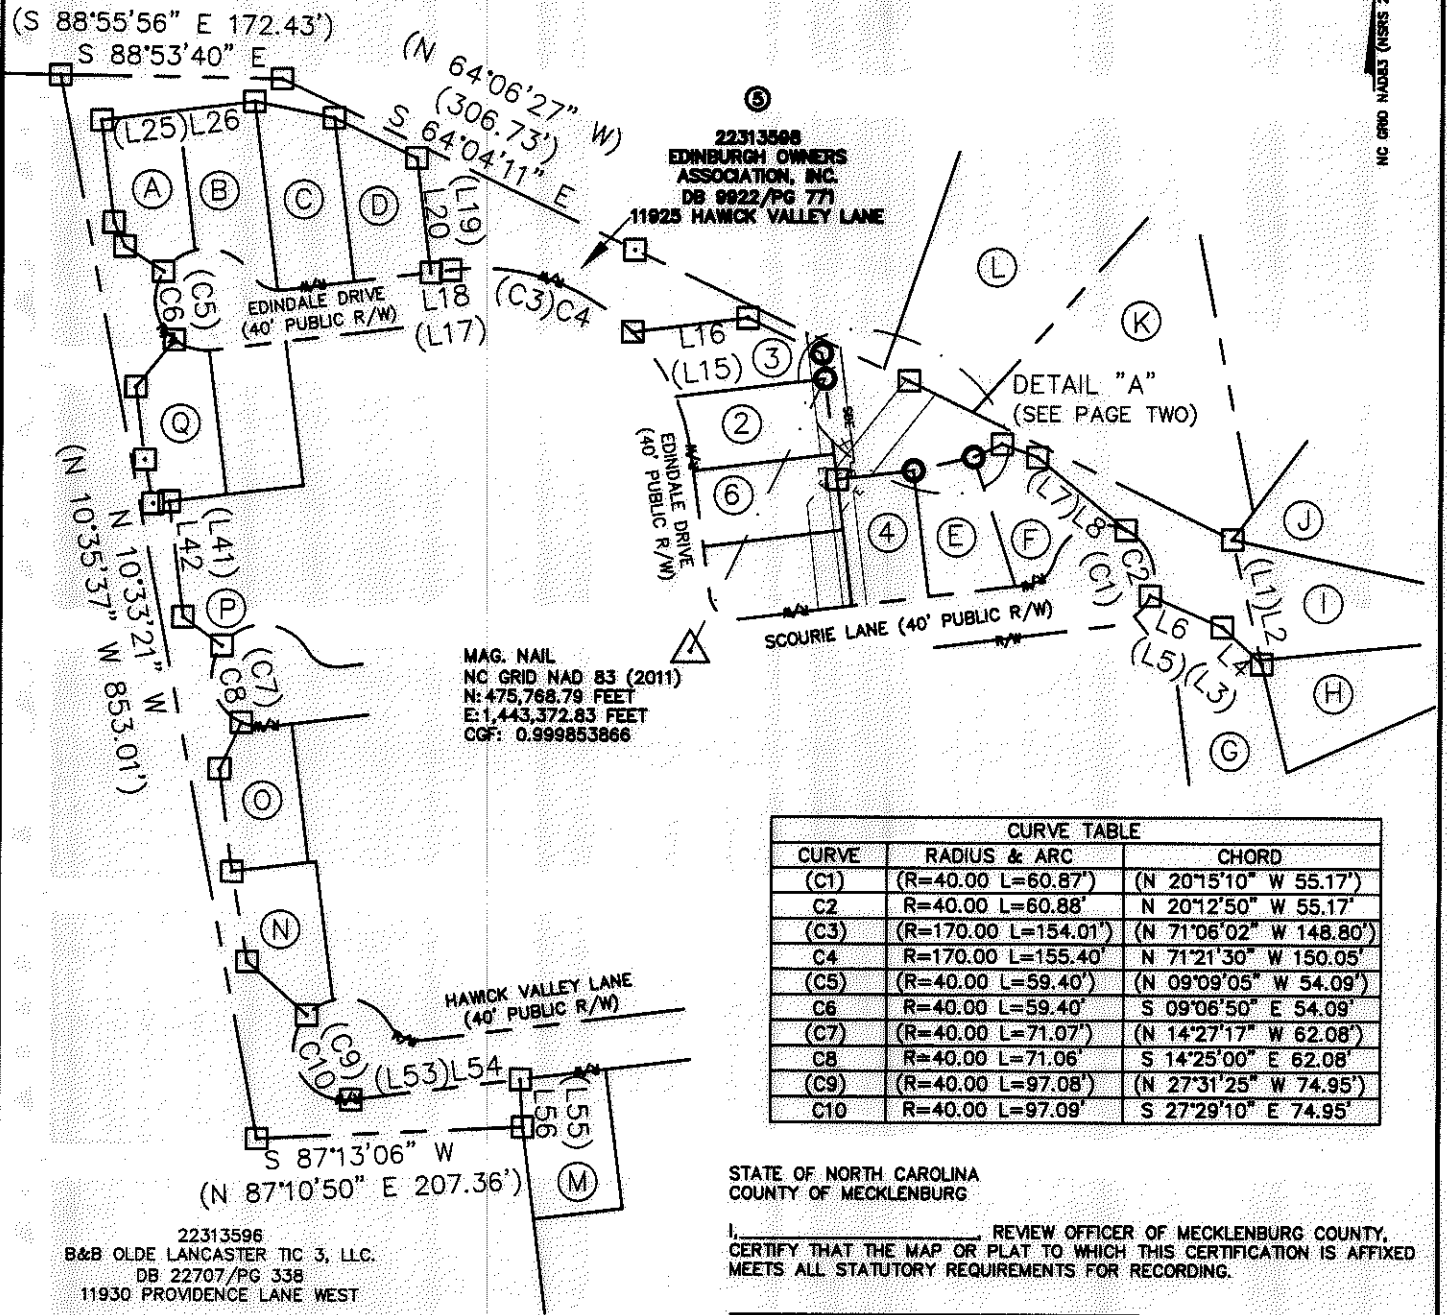 (S 88°55'56" E 172.43')
S 88°53'40" E
(N 64°06'27" W)
(306.73')
S 64°04'11" E
NC GRID NAD83 (NSRS
5
22313598
EDINBURGH OWNERS
ASSOCIATION, INC.
DB 9922/PG 771
11925 HAWICK VALLEY LANE
(L25)L26
A
B
C
D
L20
(L19)
(C5)
C6
EDINDALE DRIVE
(40' PUBLIC R/W)
R/W
L18
(L17)
(C3)C4
R/W
L16
(L15)
3
L
K
DETAIL "A"
(SEE PAGE TWO)
SDE
2
6
EDINDALE DRIVE
(40' PUBLIC R/W)
R/W
4
E
F
(L7)L8
C2
(C1)
J
(L1)L2
I
L6
(L5)
L4
(L3)
H
G
SCOURIE LANE (40' PUBLIC R/W)
R/W
R/W
R/W
Q
(N 10°35'37" W 853.01')
N 10°33'21" W
L42
(L41)
P
(C7)
C8
R/W
MAG. NAIL
NC GRID NAD 83 (2011)
N: 475,768.79 FEET
E:1,443,372.83 FEET
CGF: 0.999853866
O
N
HAWICK VALLEY LANE
(40' PUBLIC R/W)
R/W
(C9)
C10
R/W
(L53)L54
R/W
L56
(L55)
M
S 87°13'06" W
(N 87°10'50" E 207.36')
22313596
B&B OLDE LANCASTER TIC 3, LLC.
DB 22707/PG 338
11930 PROVIDENCE LANE WEST
CURVE TABLE
CURVE RADIUS & ARC CHORD
(C1) (R=40.00 L=60.87') (N 20°15'10" W 55.17')
C2 R=40.00 L=60.88' N 20°12'50" W 55.17'
(C3) (R=170.00 L=154.01') (N 71°06'02" W 148.80')
C4 R=170.00 L=155.40' N 71°21'30" W 150.05'
(C5) (R=40.00 L=59.40') (N 09°09'05" W 54.09')
C6 R=40.00 L=59.40' S 09°06'50" E 54.09'
(C7) (R=40.00 L=71.07') (N 14°27'17" W 62.08')
C8 R=40.00 L=71.06' S 14°25'00" E 62.08'
(C9) (R=40.00 L=97.08') (N 27°31'25" W 74.95')
C10 R=40.00 L=97.09' S 27°29'10" E 74.95'
STATE OF NORTH CAROLINA
COUNTY OF MECKLENBURG
I,____________________, REVIEW OFFICER OF MECKLENBURG COUNTY,
CERTIFY THAT THE MAP OR PLAT TO WHICH THIS CERTIFICATION IS AFFIXED
MEETS ALL STATUTORY REQUIREMENTS FOR RECORDING.